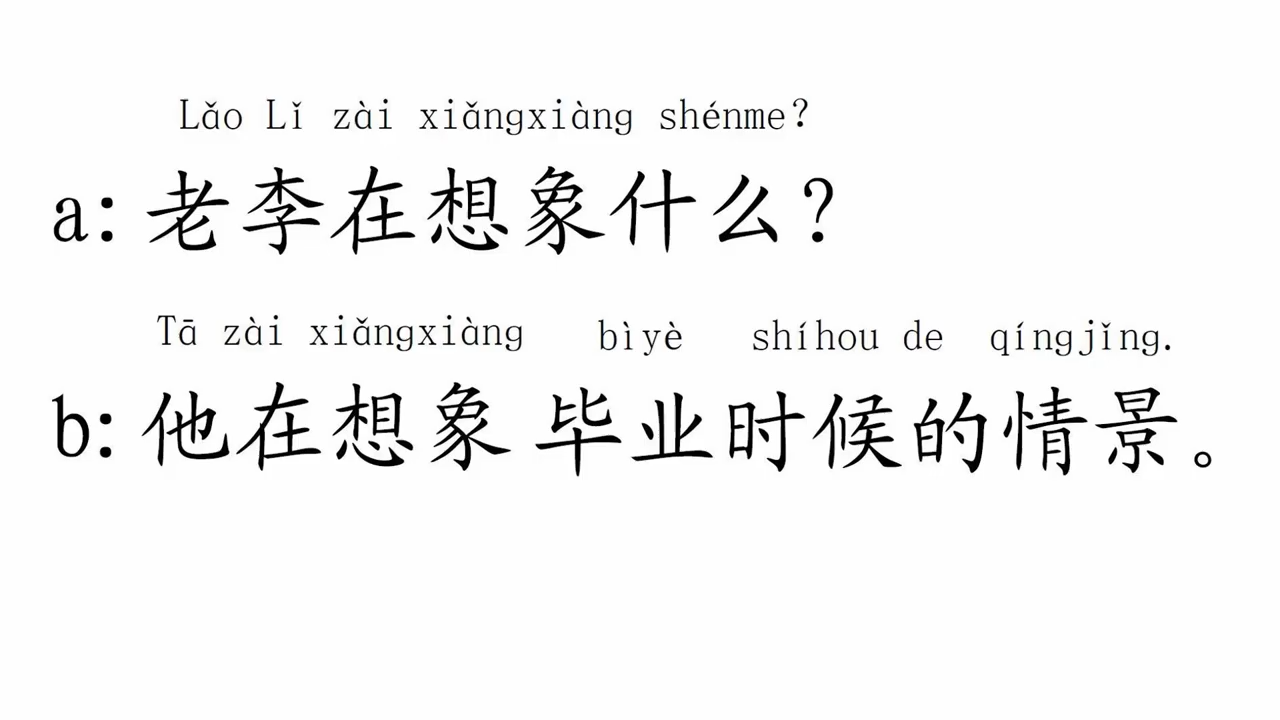 Lǎo Lǐ zài xiǎngxiàng shénme?
a: 老李在想象什么?
Tā zài xiǎngxiàng bìyè shíhou de qíngjǐng.
b: 他在想象 毕业时候的情景。